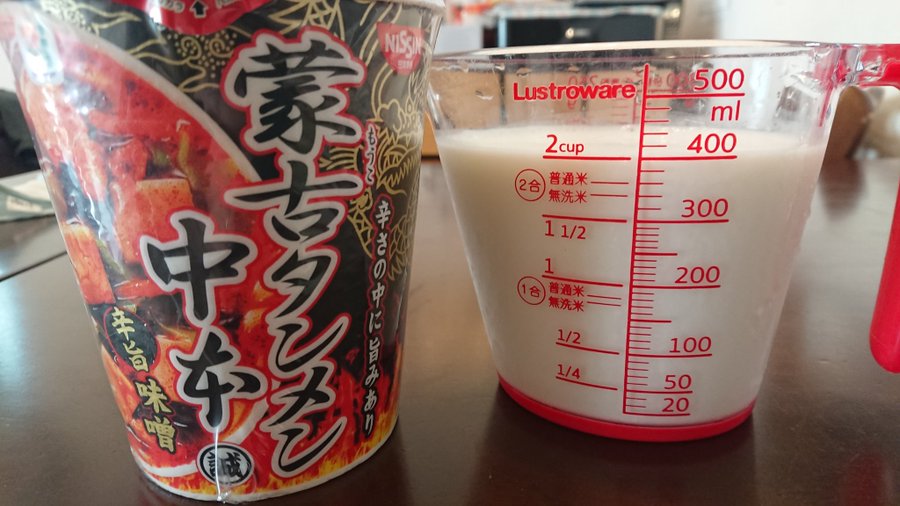 NISSIN
蒙古タンメン
もうこ
中本
辛さの中に旨みあり
辛旨味噌
誠
Lustroware
500
ml
2cup
400
2合
普通米
無洗米
300
1 1/2
1
200
1合
普通米
無洗米
1/2
100
1/4
50
20